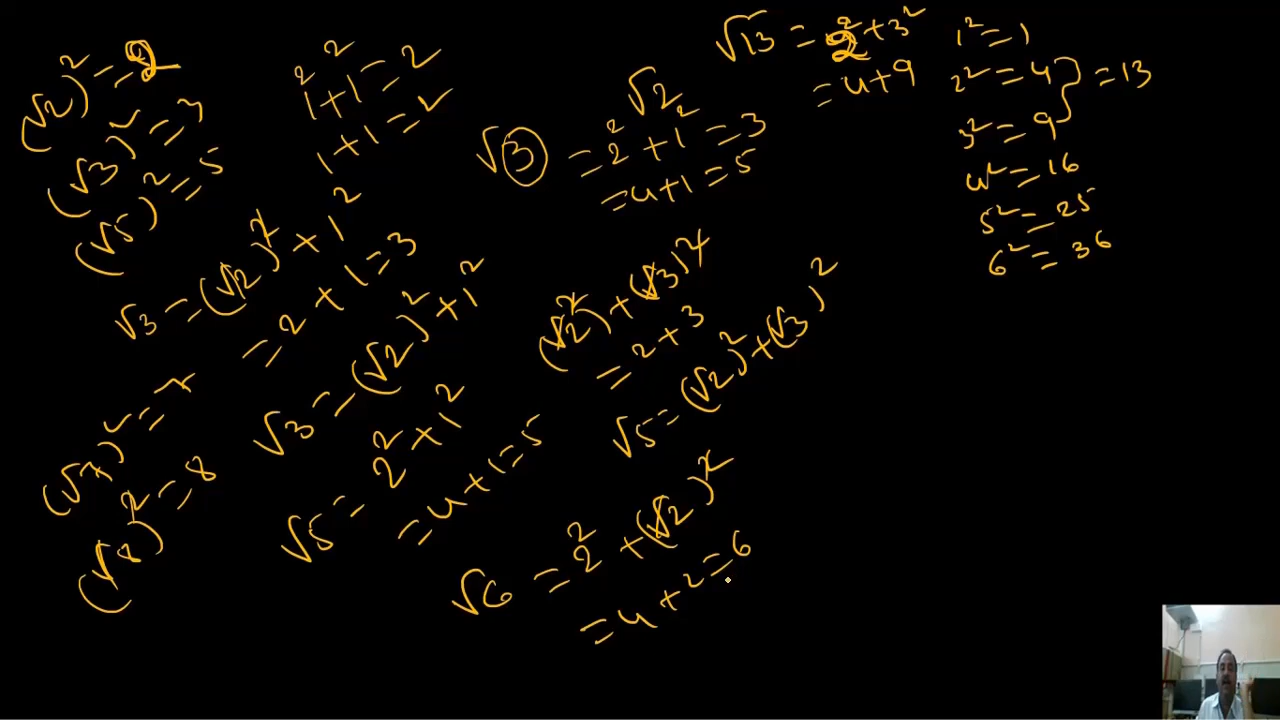 (√2)² = 2
(√3)² = 3
(√5)² = 5
1² + 1² = 2
1 + 1 = 2
√2
√3 = 2² + 1² = 3
= 4 + 1 = 5
√13 = 2² + 3²
= 4 + 9
1² = 1
2² = 4
3² = 9
} = 13
4² = 16
5² = 25
6² = 36
√3 = (√2)² + 1²
= 2 + 1 = 3
√3 = (√2)² + 1²
(√7)² = 7
(√8)² = 8
√5 = 2² + 1²
= 4 + 1 = 5
(√2)² + (√3)²
= 2 + 3
√5 = (√2)² + (√3)²
√6 = 2² + (√2)²
= 4 + 2 = 6